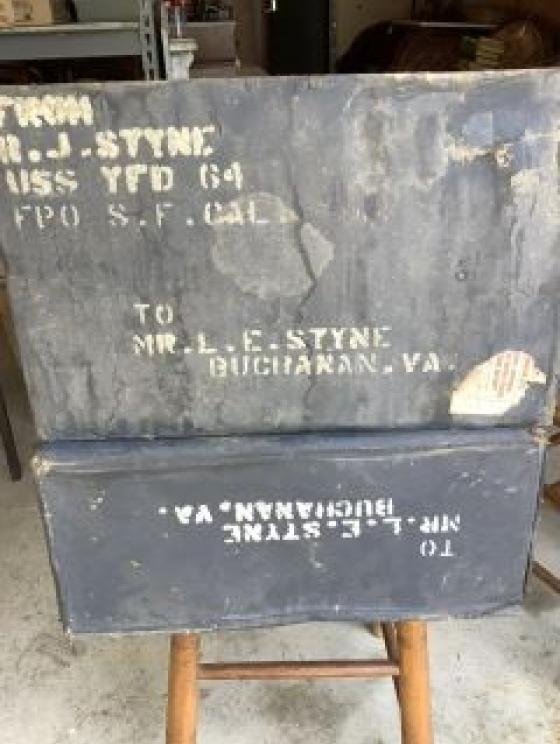 FROM
R.J.STYNE
USS YFD 64
FPO S.F.CAL.
TO
MR.L.E.STYNE
BUCHANAN.VA.
TO
MR.L.E.STYNE
BUCHANAN.VA.